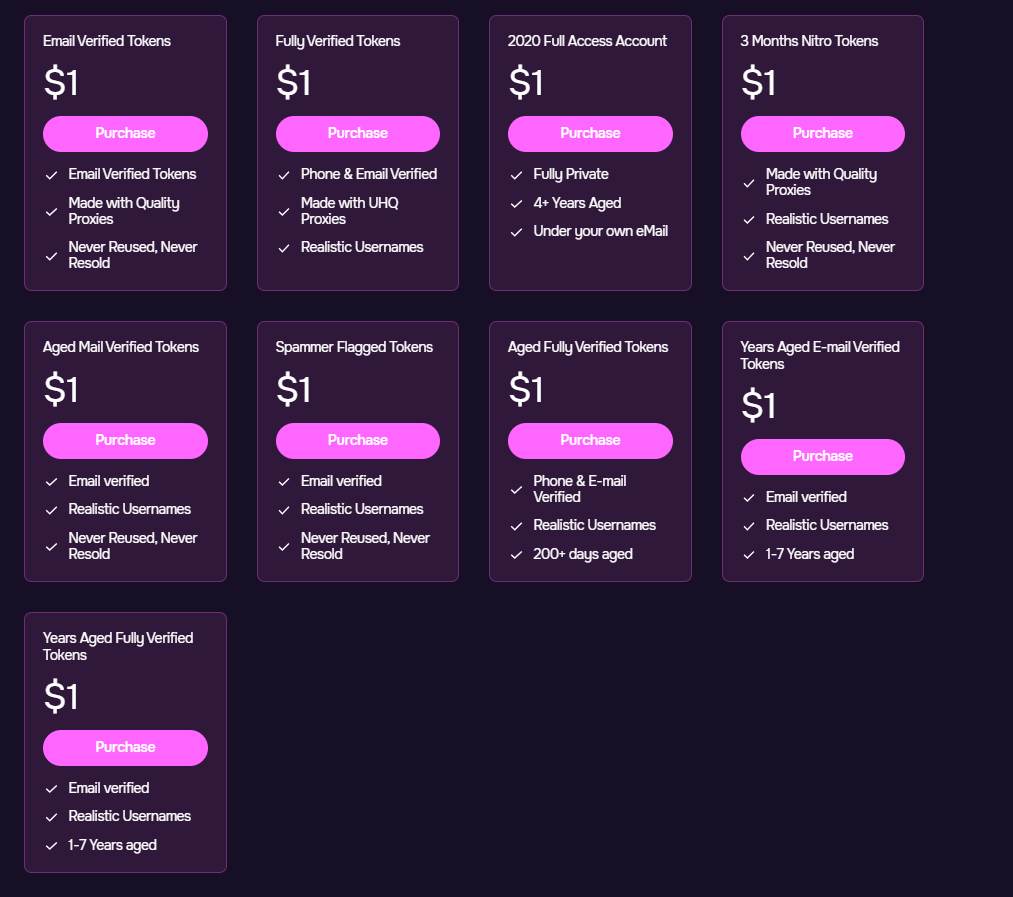 Email Verified Tokens
$1
Purchase
Email Verified Tokens
Made with Quality
Proxies
Never Reused, Never
Resold
Fully Verified Tokens
$1
Purchase
Phone & Email Verified
Made with UHQ
Proxies
Realistic Usernames
2020 Full Access Account
$1
Purchase
Fully Private
4+ Years Aged
Under your own eMail
3 Months Nitro Tokens
$1
Purchase
Made with Quality
Proxies
Realistic Usernames
Never Reused, Never
Resold
Aged Mail Verified Tokens
$1
Purchase
Email verified
Realistic Usernames
Never Reused, Never
Resold
Spammer Flagged Tokens
$1
Purchase
Email verified
Realistic Usernames
Never Reused, Never
Resold
Aged Fully Verified Tokens
$1
Purchase
Phone & E-mail
Verified
Realistic Usernames
200+ days aged
Years Aged E-mail Verified
Tokens
$1
Purchase
Email verified
Realistic Usernames
1-7 Years aged
Years Aged Fully Verified
Tokens
$1
Purchase
Email verified
Realistic Usernames
1-7 Years aged